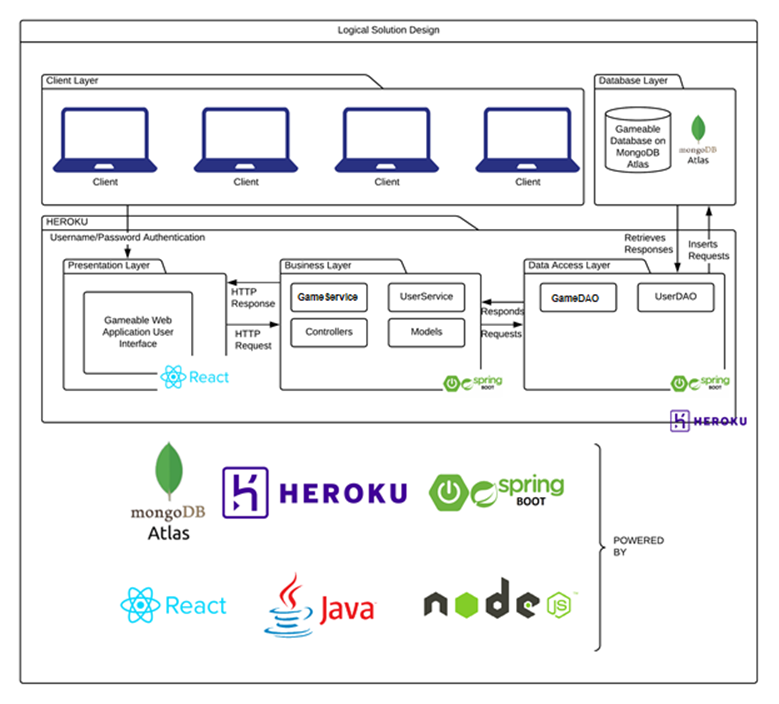 Logical Solution Design
Client Layer
Client
Client
Client
Client
Database Layer
Gameable
Database on
MongoDB
Atlas
mongoDB
Atlas
HEROKU
Username/Password Authentication
Retrieves
Responses
Inserts
Requests
Presentation Layer
Gameable Web
Application User
Interface
React
HTTP
Response
HTTP
Request
Business Layer
GameService
UserService
Controllers
Models
spring
BOOT
Responds
Requests
Data Access Layer
GameDAO
UserDAO
spring
BOOT
HEROKU
mongoDB
Atlas
HEROKU
spring
BOOT
React
Java
node
JS
™
POWERED
BY